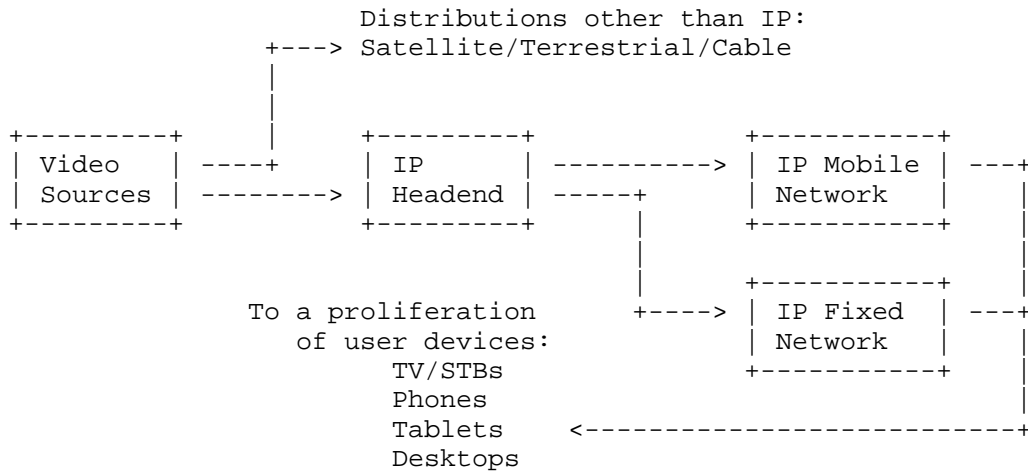 Distributions other than IP:
+---> Satellite/Terrestrial/Cable
|
|
+---------+     |     +---------+             +-----------+
| Video   | ----+     | IP      | ----------> | IP Mobile | ---+
| Sources | --------> | Headend | -----+      | Network   |    |
+---------+           +---------+      |      +-----------+    |
|                       |
|      +-----------+    |
To a proliferation      +----> | IP Fixed  | ---+
of user devices:               | Network   |    |
TV/STBs               +-----------+    |
Phones                                 |
Tablets    <---------------------------+
Desktops